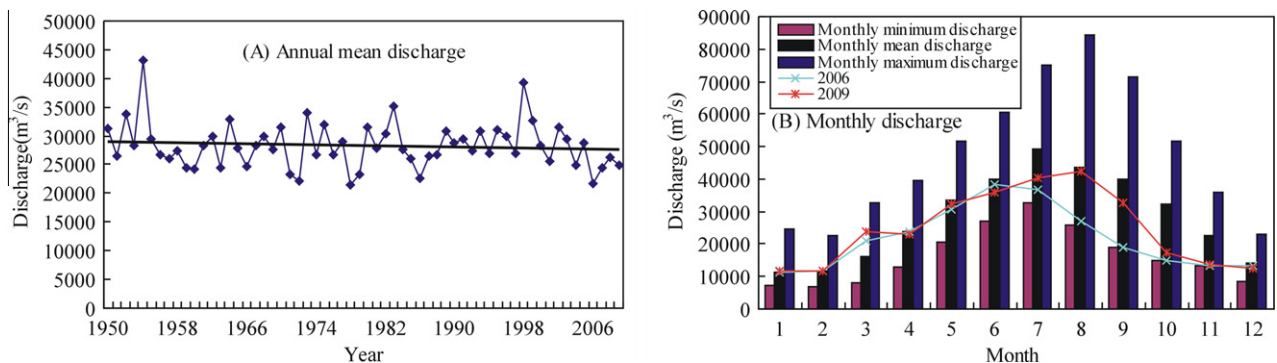 50000
45000
40000
35000
30000
25000
20000
15000
10000
5000
0
Discharge(m³/s)
(A) Annual mean discharge
1950 1958 1966 1974 1982 1990 1998 2006
Year
90000
80000
70000
60000
50000
40000
30000
20000
10000
0
Discharge (m³/s)
Monthly minimum discharge
Monthly mean discharge
Monthly maximum discharge
2006
2009
(B) Monthly discharge
1 2 3 4 5 6 7 8 9 10 11 12
Month